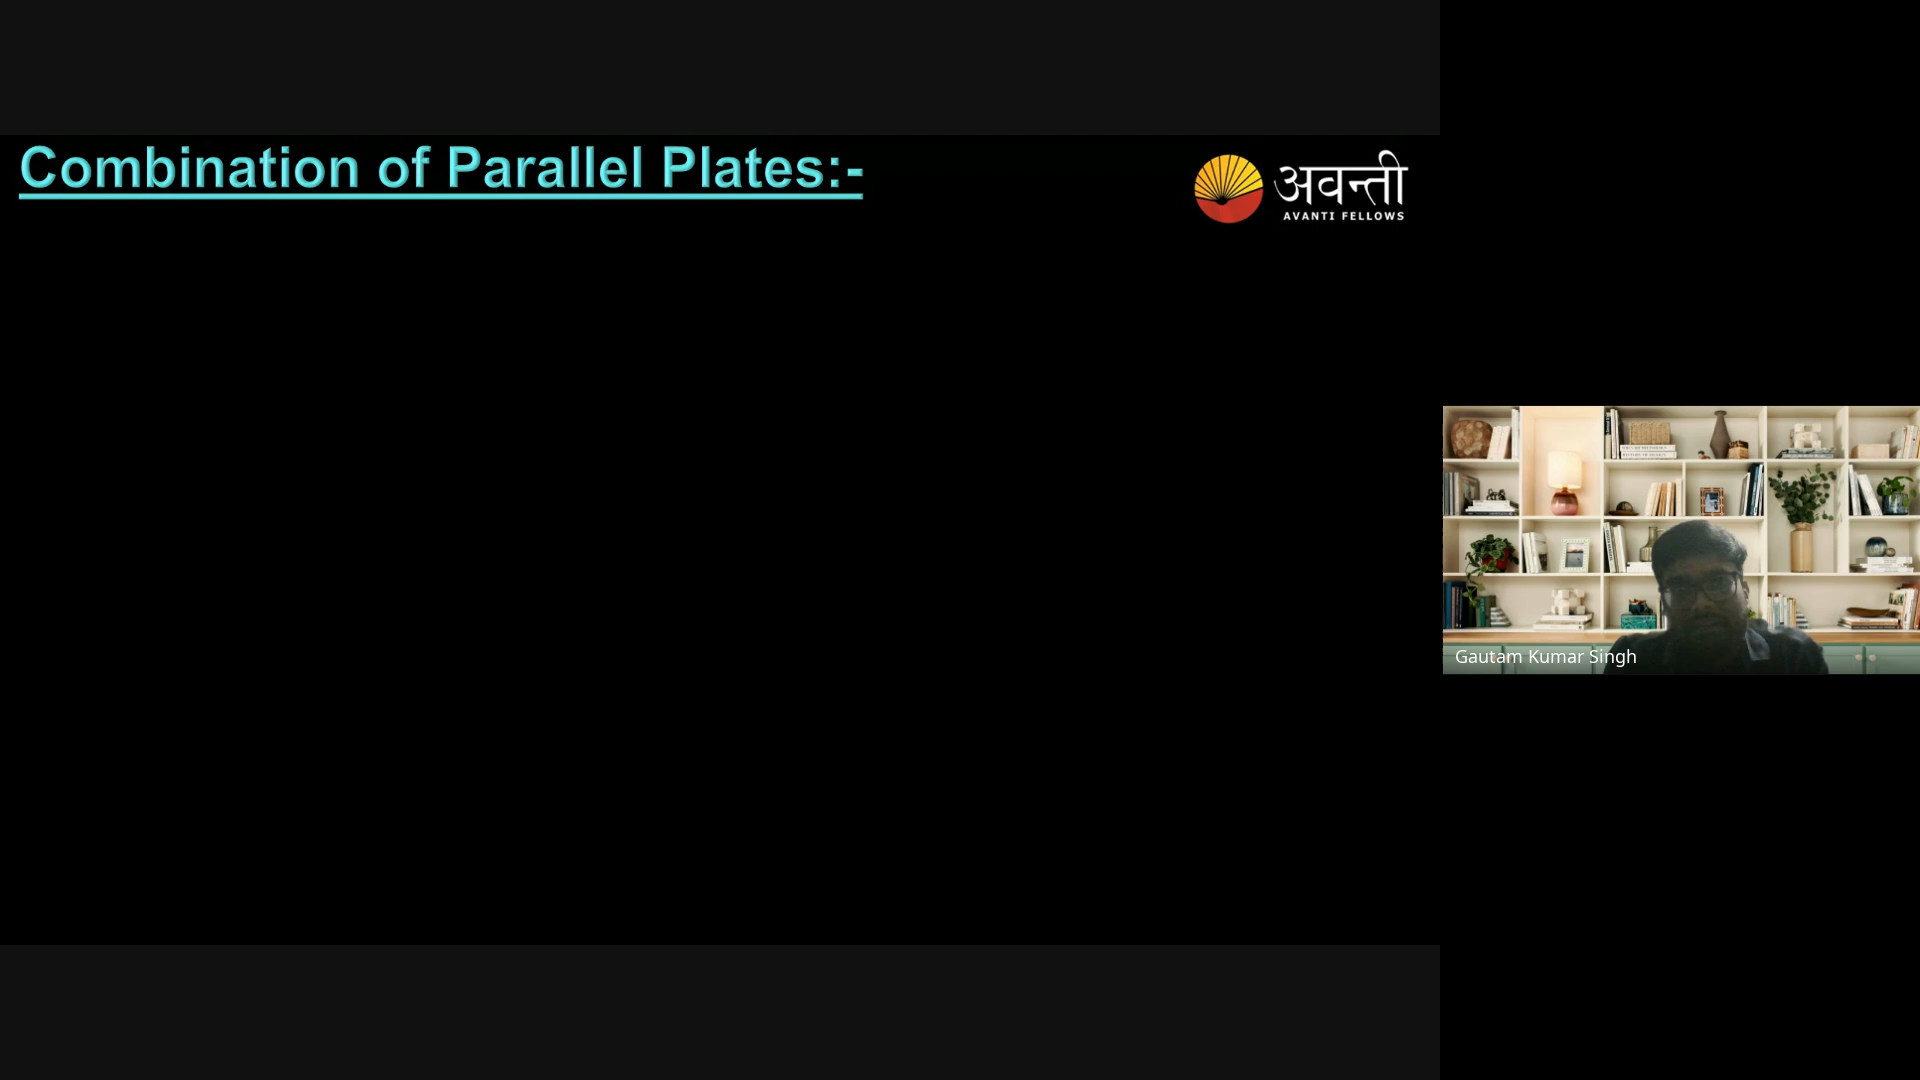 Combination of Parallel Plates:-
अवन्ती
AVANTI FELLOWS
Gautam Kumar Singh